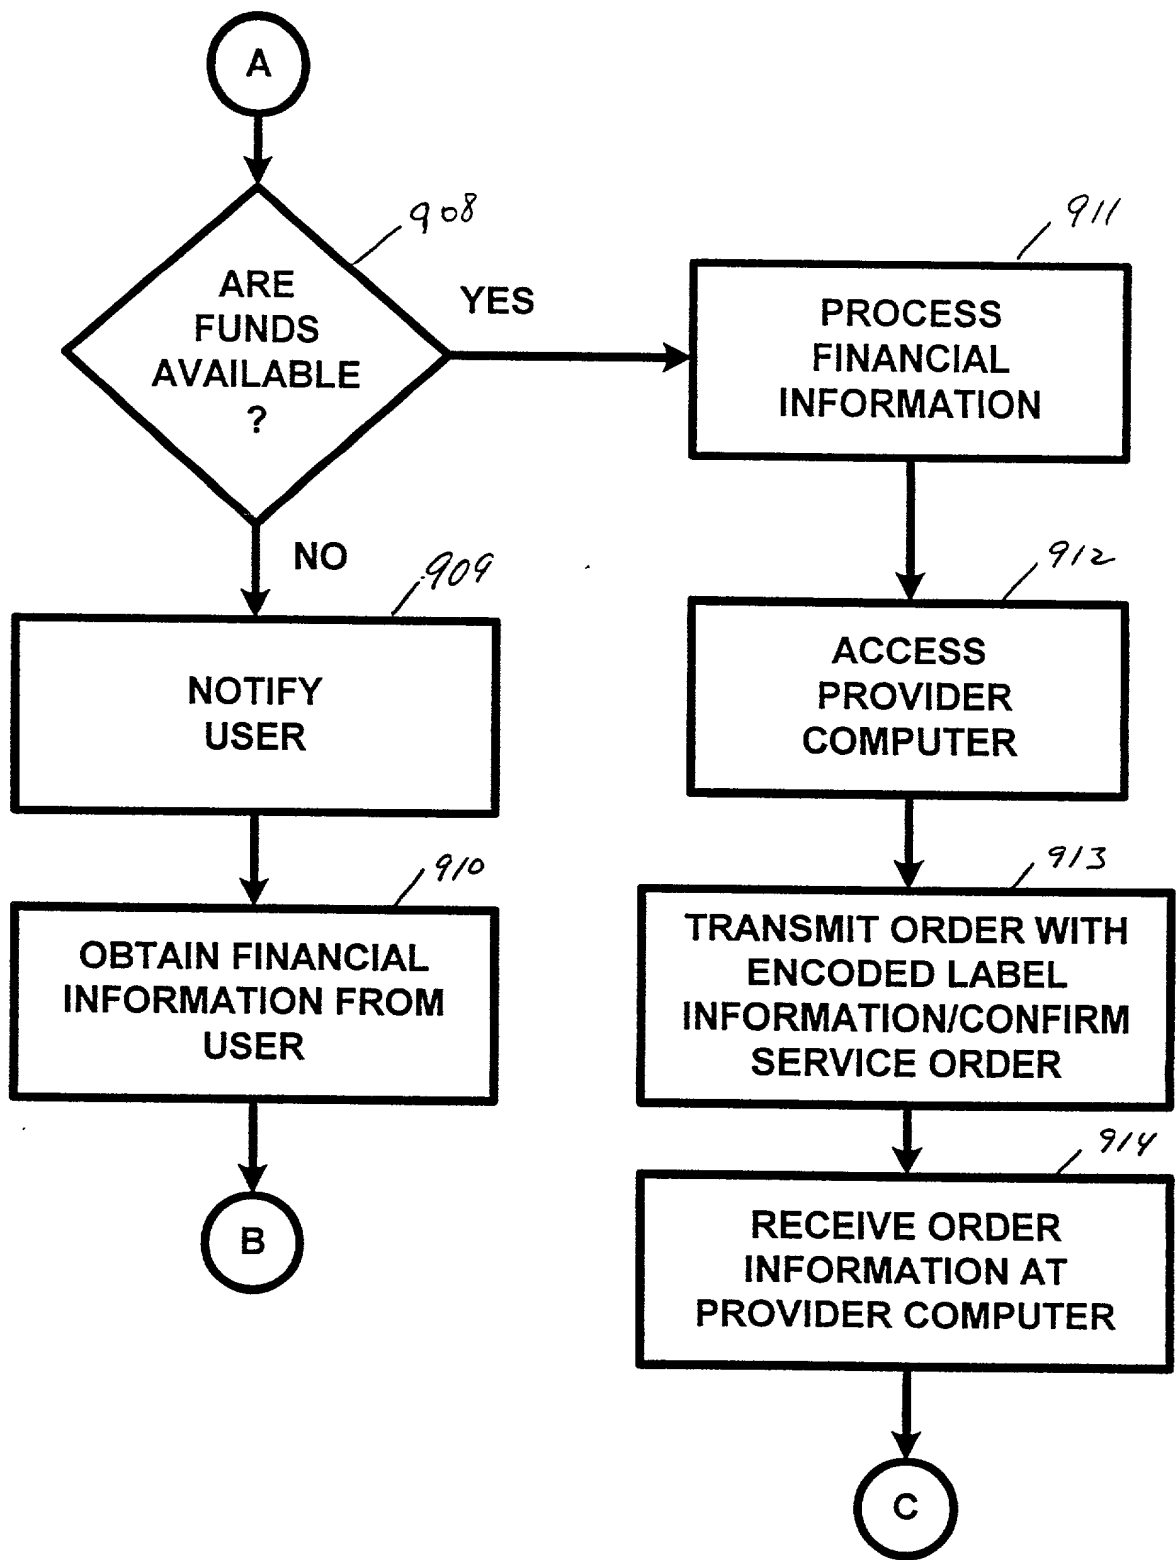 A
908
ARE
FUNDS
AVAILABLE
?
YES
911
PROCESS
FINANCIAL
INFORMATION
NO
909
NOTIFY
USER
912
ACCESS
PROVIDER
COMPUTER
910
OBTAIN FINANCIAL
INFORMATION FROM
USER
913
TRANSMIT ORDER WITH
ENCODED LABEL
INFORMATION/CONFIRM
SERVICE ORDER
914
RECEIVE ORDER
INFORMATION AT
PROVIDER COMPUTER
B
C